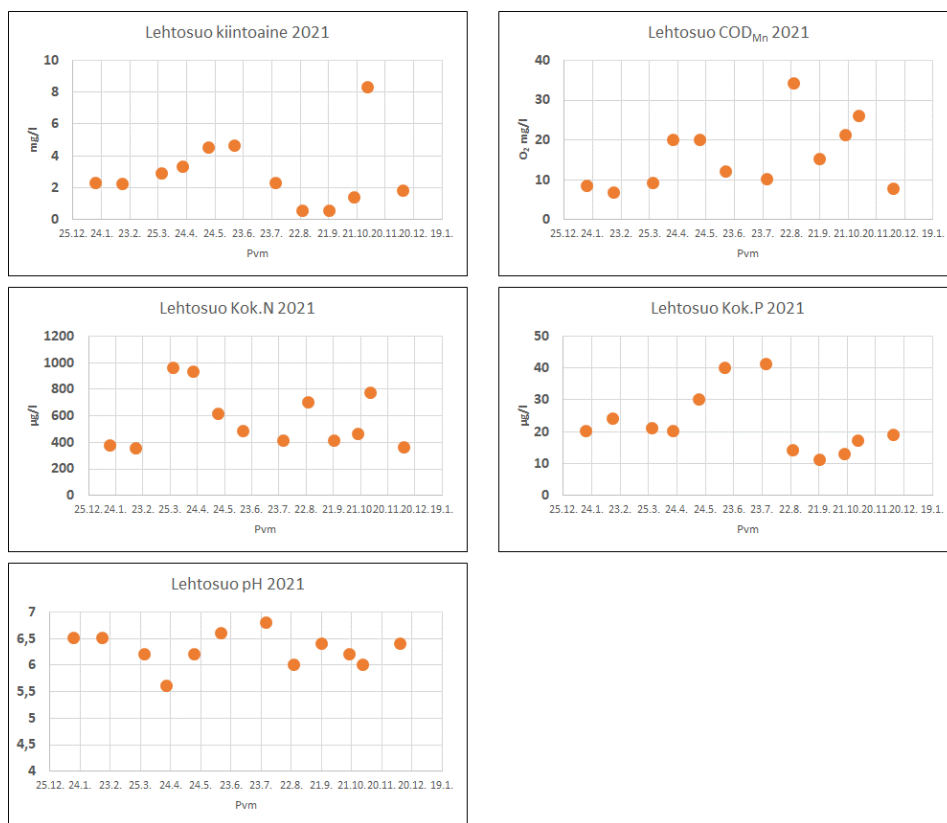 Lehtosuo kiintoaine 2021
10
8
6
4
2
0
mg/l
25.12. 24.1. 23.2. 25.3. 24.4. 24.5. 23.6. 23.7. 22.8. 21.9. 21.10. 20.11. 20.12. 19.1.
Pvm
Lehtosuo COD_Mn 2021
40
30
20
10
0
O₂ mg/l
25.12. 24.1. 23.2. 25.3. 24.4. 24.5. 23.6. 23.7. 22.8. 21.9. 21.10. 20.11. 20.12. 19.1.
Pvm
Lehtosuo Kok.N 2021
1200
1000
800
600
400
200
0
µg/l
25.12. 24.1. 23.2. 25.3. 24.4. 24.5. 23.6. 23.7. 22.8. 21.9. 21.10. 20.11. 20.12. 19.1.
Pvm
Lehtosuo Kok.P 2021
50
40
30
20
10
0
µg/l
25.12. 24.1. 23.2. 25.3. 24.4. 24.5. 23.6. 23.7. 22.8. 21.9. 21.10. 20.11. 20.12. 19.1.
Pvm
Lehtosuo pH 2021
7
6,5
6
5,5
5
4,5
4
25.12. 24.1. 23.2. 25.3. 24.4. 24.5. 23.6. 23.7. 22.8. 21.9. 21.10. 20.11. 20.12. 19.1.
Pvm